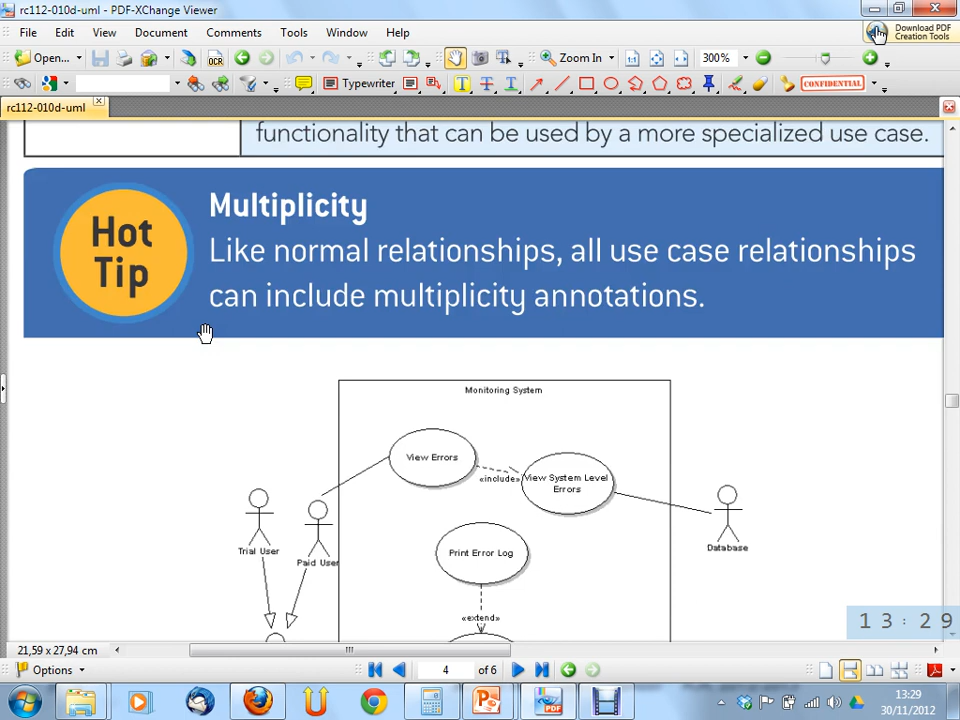 rc112-010d-uml - PDF-XChange Viewer
File Edit View Document Comments Tools Window Help
Download PDF
Creation Tools
Open...
OCR
Zoom In
300%
Typewriter
CONFIDENTIAL
rc112-010d-uml
functionality that can be used by a more specialized use case.
Hot
Tip
Multiplicity
Like normal relationships, all use case relationships
can include multiplicity annotations.
Monitoring System
View Errors
«include»
View System Level
Errors
Trial User
Paid User
Database
Print Error Log
«extend»
13:29
21,59 x 27,94 cm
Options
4 of 6
PDF
13:29
30/11/2012